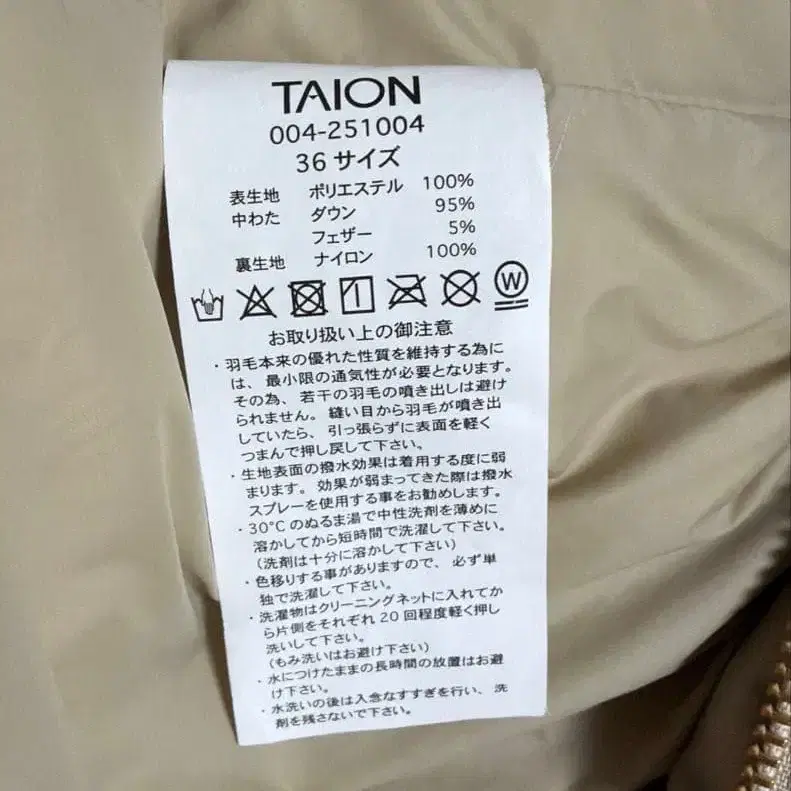 TAION
004-251004
36 サイズ
表生地 ポリエステル 100%
中わた ダウン 95%
フェザー 5%
裏生地 ナイロン 100%
W
お取り扱い上の御注意
・羽毛本来の優れた性質を維持する為に
は、最小限の通気性が必要となります。
その為、若干の羽毛の噴き出しは避け
られません。縫い目から羽毛が噴き出
していたら、引っ張らずに表面を軽く
つまんで押し戻して下さい。
・生地表面の撥水効果は着用する度に弱
まります。効果が弱まってきた際は撥水
スプレーを使用する事をお勧めします。
・30°Cのぬるま湯で中性洗剤を薄めに
溶かしてから短時間で洗濯して下さい。
(洗剤は十分に溶かして下さい)
・色移りする事がありますので、必ず単
独で洗濯して下さい。
・洗濯物はクリーニングネットに入れてか
ら片側をそれぞれ 20 回程度軽く押し
洗いして下さい。
(もみ洗いはお避け下さい)
・水につけたままの長時間の放置はお避
け下さい。
・水洗いの後は入念なすすぎを行い、洗
剤を残さないで下さい。